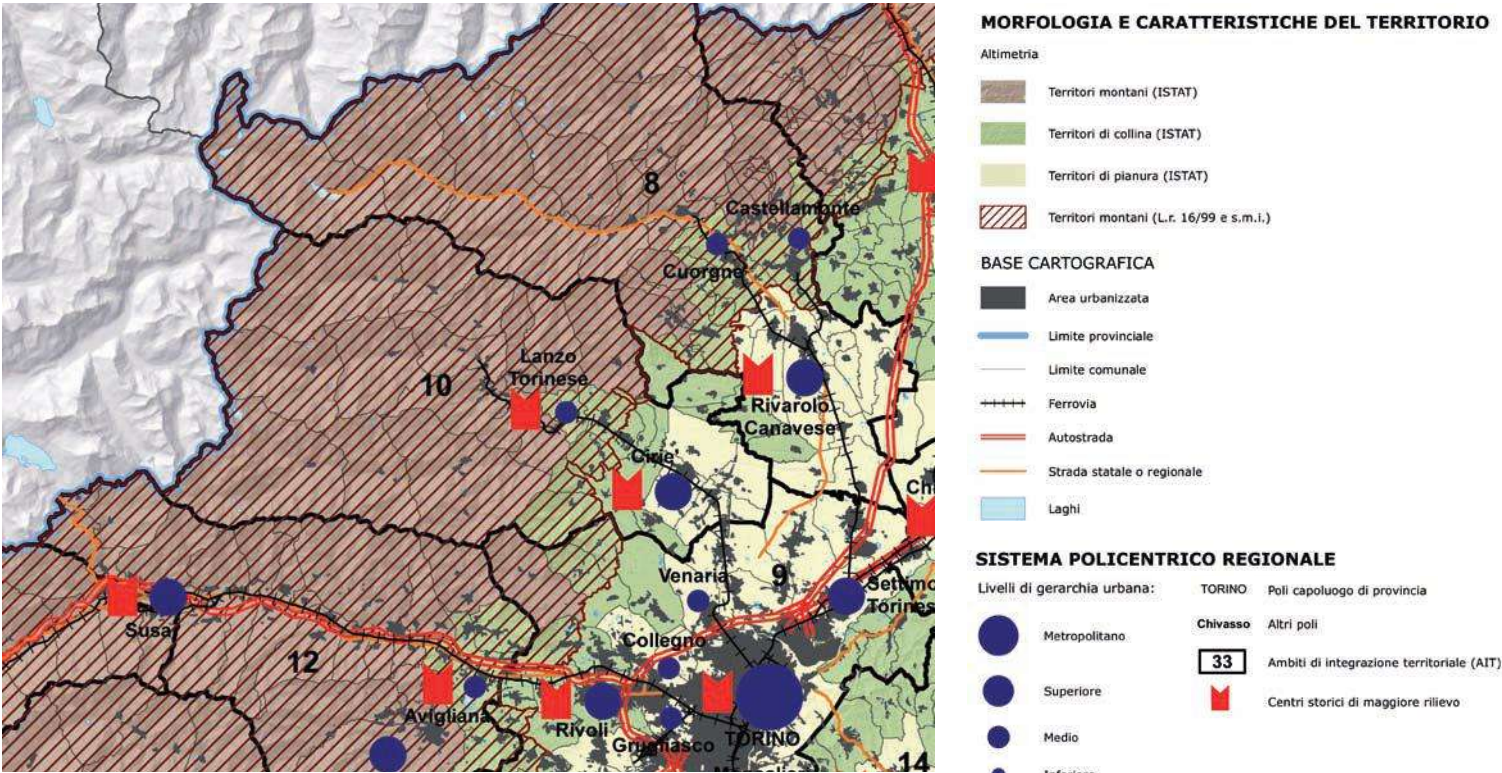 8
Castellamonte
Cuorgnè
Lanzo
Torinese
10
Rivarolo
Canavese
Ciriè
Venaria
9
Settimo
Susa
Collegno
12
Avigliana
Rivoli
Grugliasco
TORINO
14
MORFOLOGIA E CARATTERISTICHE DEL TERRITORIO
Altimetria
Territori montani (ISTAT)
Territori di collina (ISTAT)
Territori di pianura (ISTAT)
Territori montani (L.r. 16/99 e s.m.i.)
BASE CARTOGRAFICA
Area urbanizzata
Limite provinciale
Limite comunale
Ferrovia
Autostrada
Strada statale o regionale
Laghi
SISTEMA POLICENTRICO REGIONALE
Livelli di gerarchia urbana:
Metropolitano
Superiore
Medio
TORINO Poli capoluogo di provincia
Chivasso Altri poli
33 Ambiti di integrazione territoriale (AIT)
Centri storici di maggiore rilievo